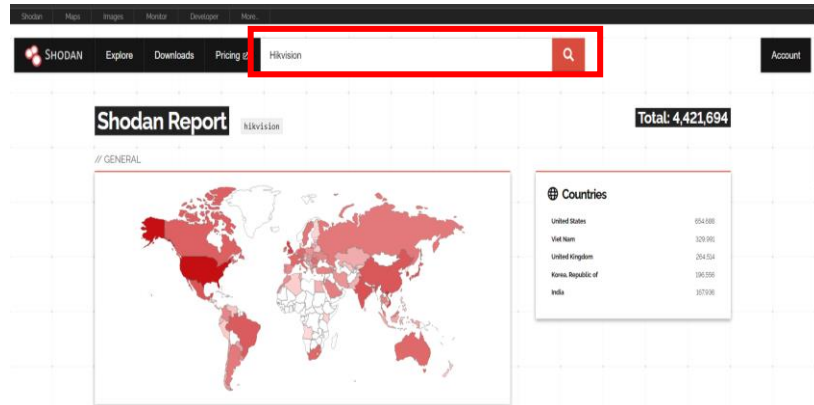 Shodan Maps Images Monitor Developer More...
SHODAN Explore Downloads Pricing Hikvision Account
Shodan Report hikvision Total: 4,421,694
// GENERAL
Countries
United States 654,688
Viet Nam 329,991
United Kingdom 264,514
Korea, Republic of 196,556
India